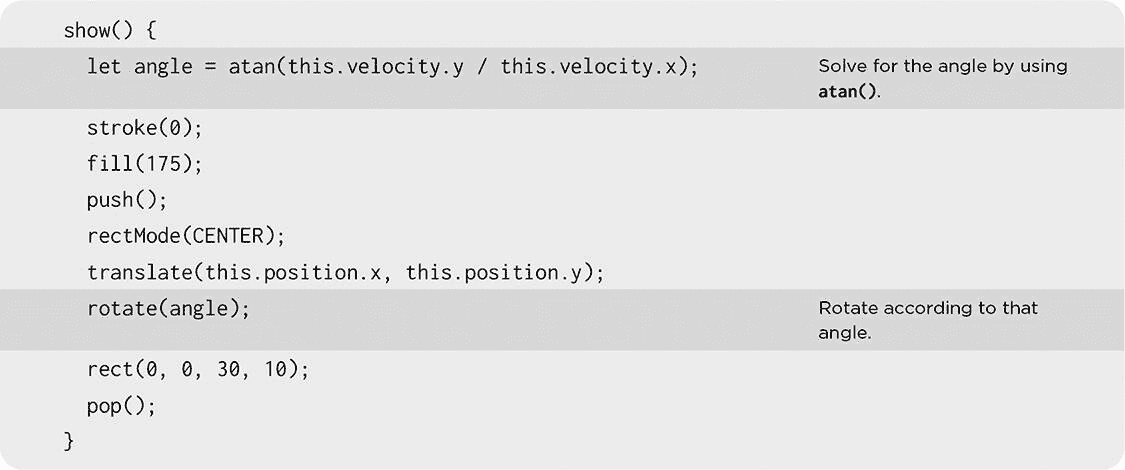 show() {
let angle = atan(this.velocity.y / this.velocity.x);
Solve for the angle by using
atan().
stroke(0);
fill(175);
push();
rectMode(CENTER);
translate(this.position.x, this.position.y);
rotate(angle);
Rotate according to that
angle.
rect(0, 0, 30, 10);
pop();
}